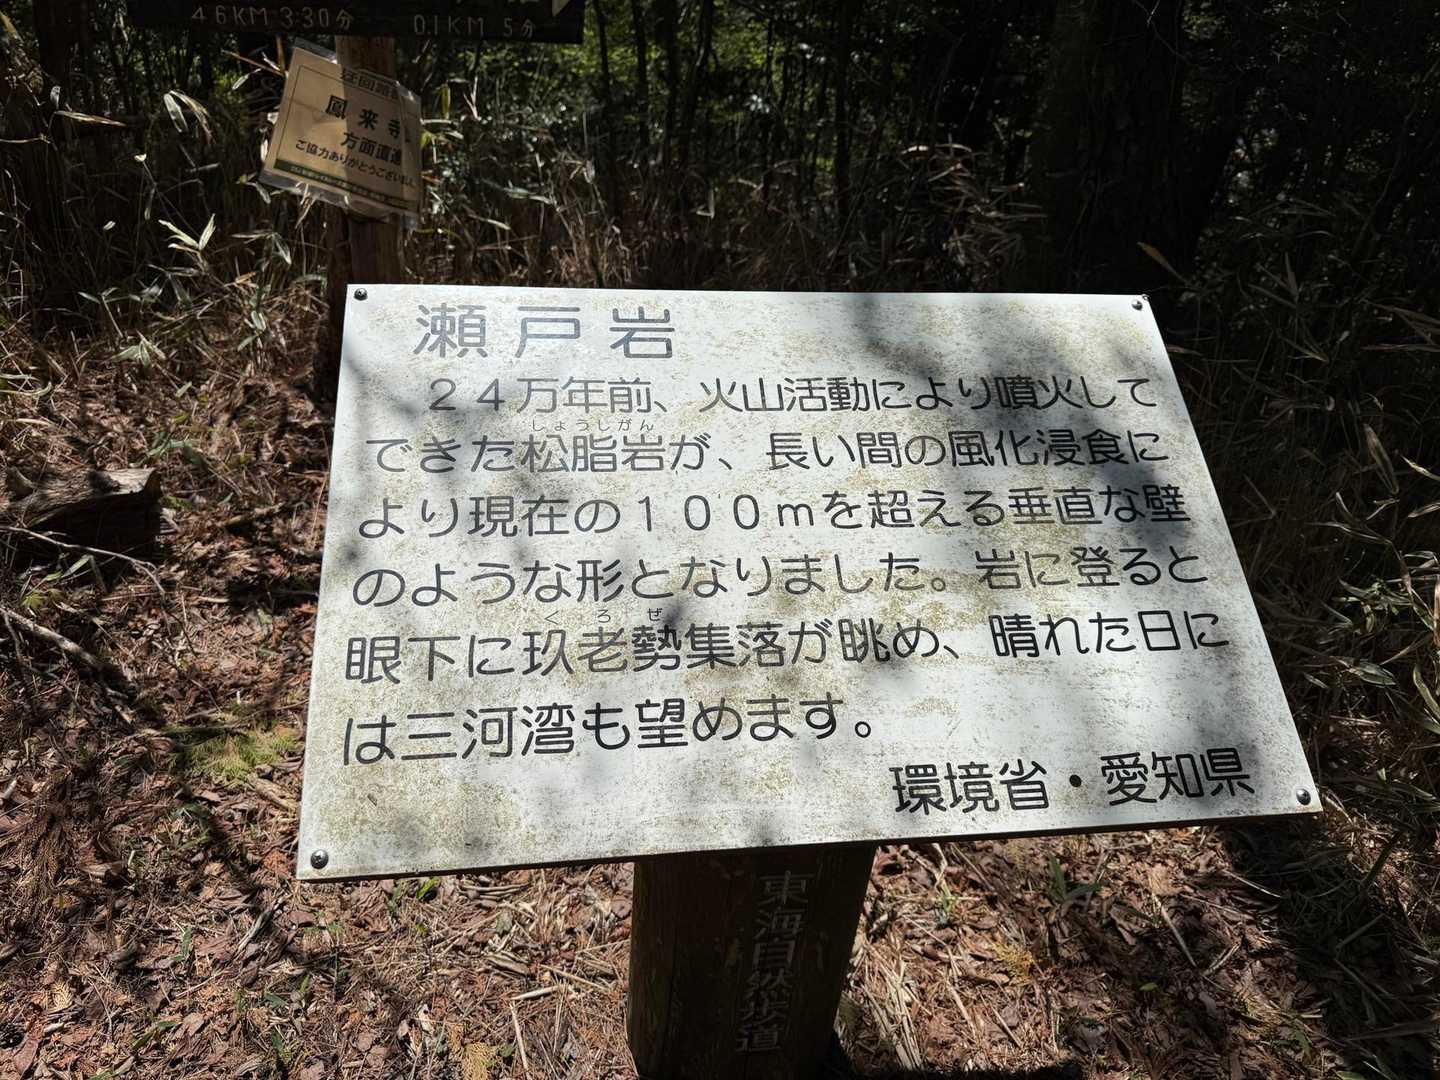 4.6KM 3:30分 0.1KM 5分
迂回路
鳳来寺
方面直進
ご協力ありがとうございます。
瀬戸岩
24万年前、火山活動により噴火して
しょうしがん
できた松脂岩が、長い間の風化浸食に
より現在の100mを超える垂直な壁
のような形となりました。岩に登ると
くろぜ
眼下に玖老勢集落が眺め、晴れた日に
は三河湾も望めます。
環境省・愛知県
東海自然歩道